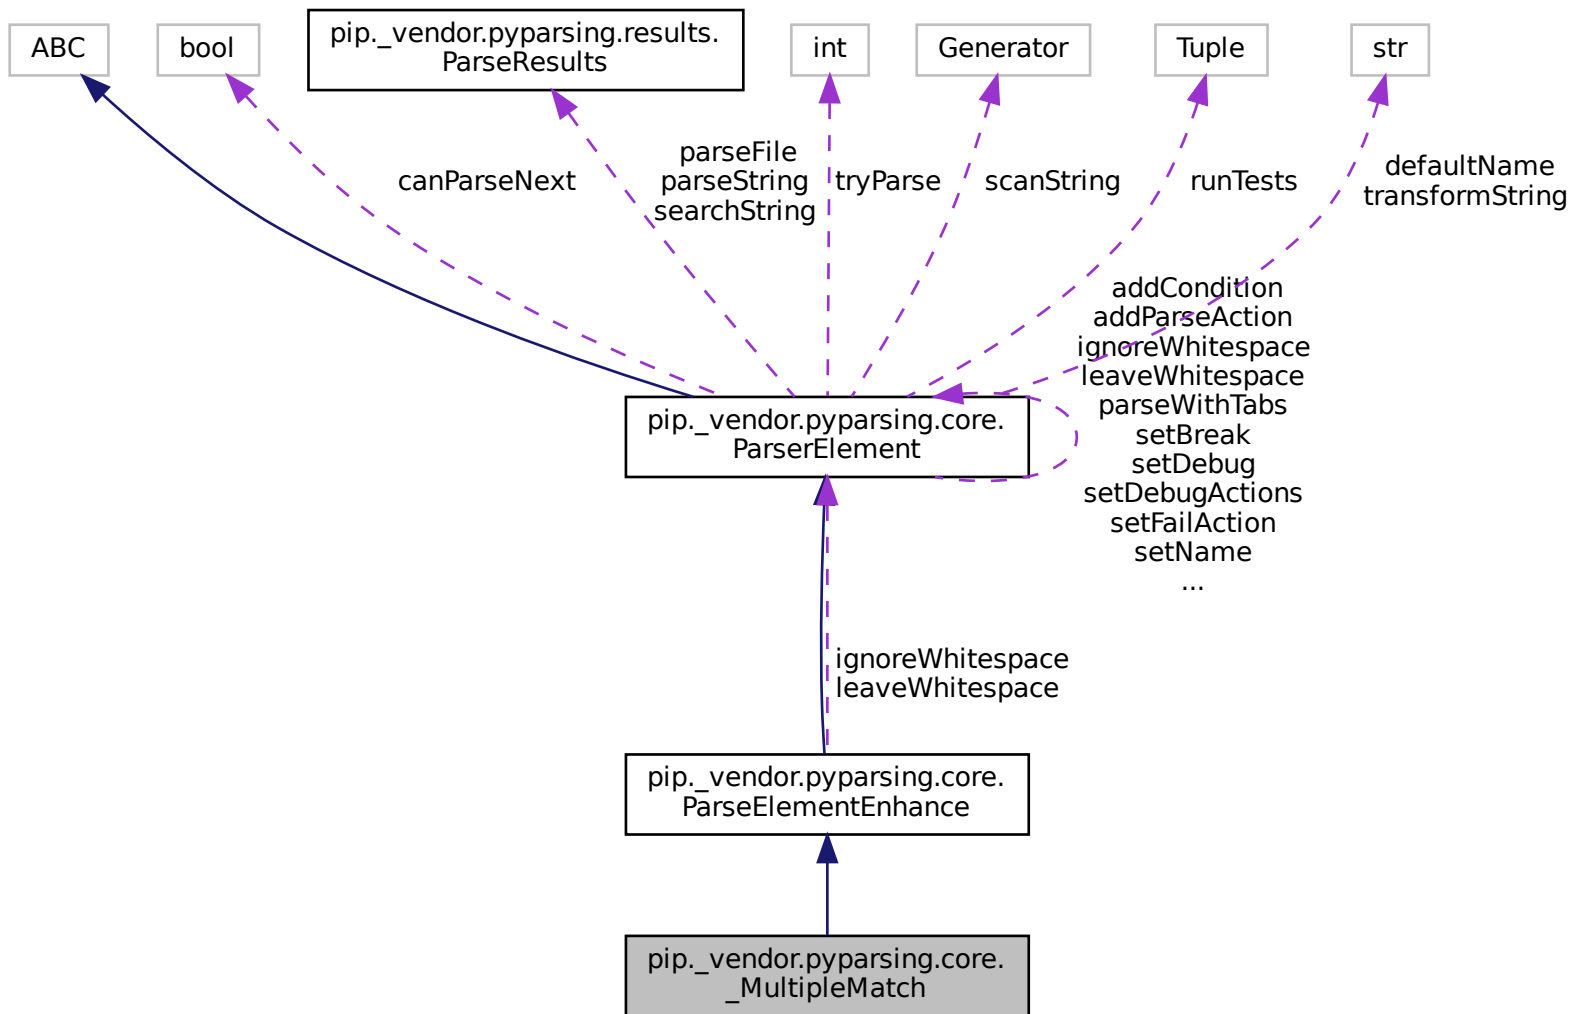 ABC
bool
pip._vendor.pyparsing.results.
ParseResults
int
Generator
Tuple
str
canParseNext
parseFile
parseString
searchString
tryParse
scanString
runTests
defaultName
transformString
addCondition
addParseAction
ignoreWhitespace
leaveWhitespace
parseWithTabs
setBreak
setDebug
setDebugActions
setFailAction
setName
...
pip._vendor.pyparsing.core.
ParserElement
ignoreWhitespace
leaveWhitespace
pip._vendor.pyparsing.core.
ParseElementEnhance
pip._vendor.pyparsing.core.
_MultipleMatch